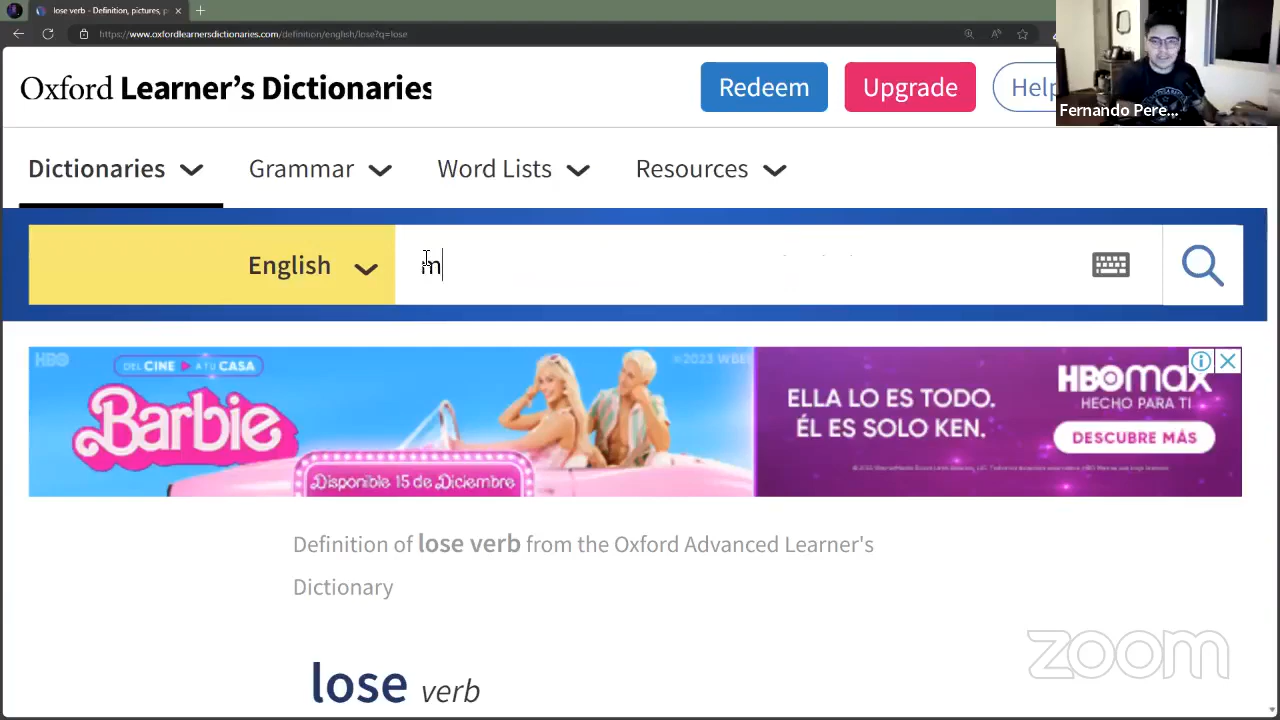 lose verb - Definition, pictures, p
https://www.oxfordlearnersdictionaries.com/definition/english/lose?q=lose
Oxford Learner's Dictionaries
Redeem
Upgrade
Help
Fernando Pere...
Dictionaries
Grammar
Word Lists
Resources
English
m
HBO
DEL CINE A TU CASA
Barbie
Disponible 15 de Diciembre
©2023 WBEI
ELLA LO ES TODO.
ÉL ES SOLO KEN.
HBOmax
HECHO PARA TI
DESCUBRE MÁS
Definition of lose verb from the Oxford Advanced Learner's
Dictionary
lose verb
zoom